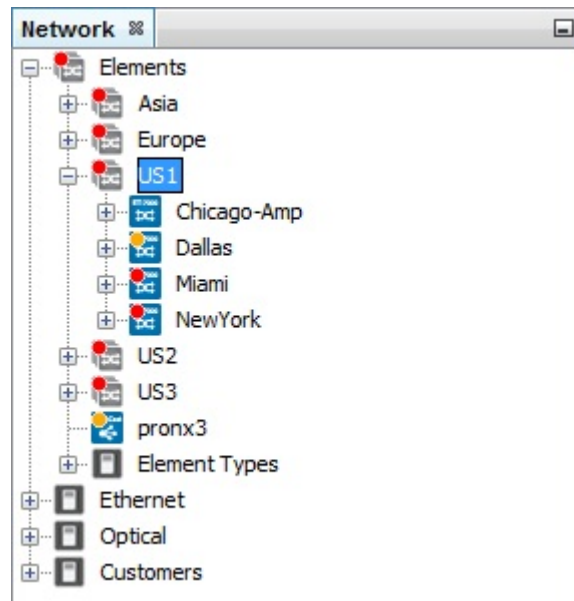 Network
Elements
Asia
Europe
US1
Chicago-Amp
Dallas
Miami
NewYork
US2
US3
pronx3
Element Types
Ethernet
Optical
Customers